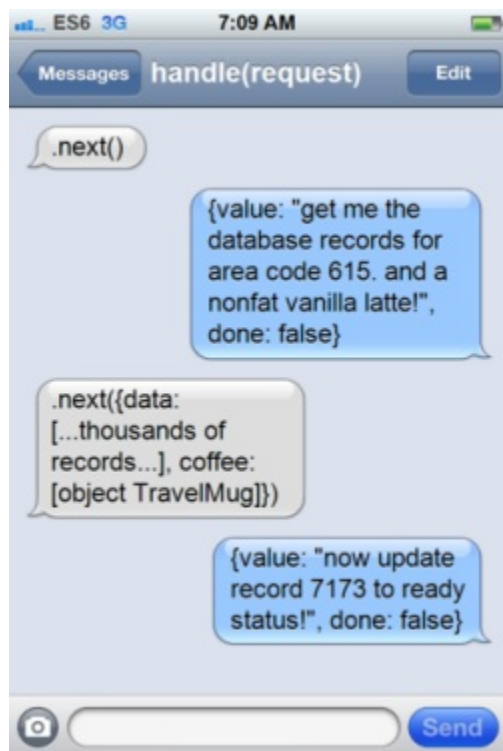 ES6 3G 7:09 AM
Messages handle(request) Edit
.next()
{value: "get me the
database records for
area code 615. and a
nonfat vanilla latte!",
done: false}
.next({data:
[...thousands of
records...], coffee:
[object TravelMug]})
{value: "now update
record 7173 to ready
status!", done: false}
Send